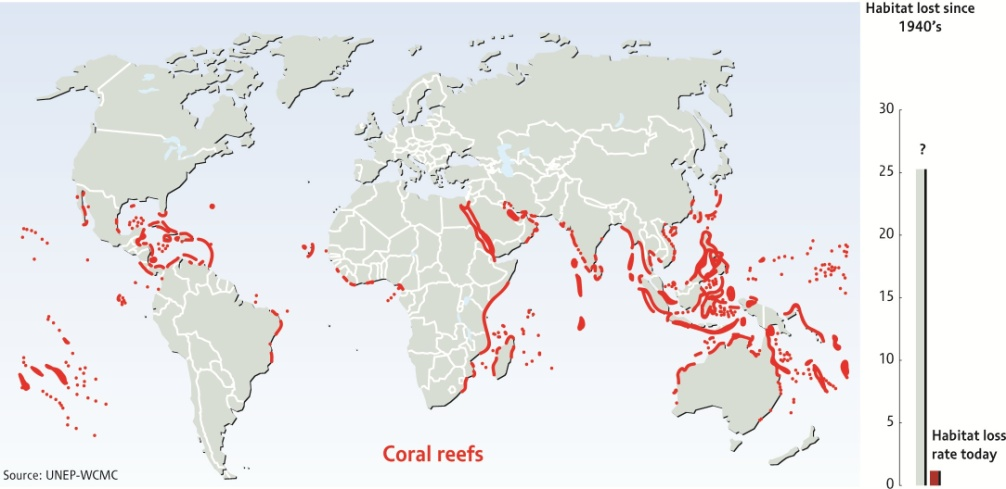 Habitat lost since
1940's
30
?
25
20
15
10
5
Habitat loss
rate today
0
Coral reefs
Source: UNEP-WCMC